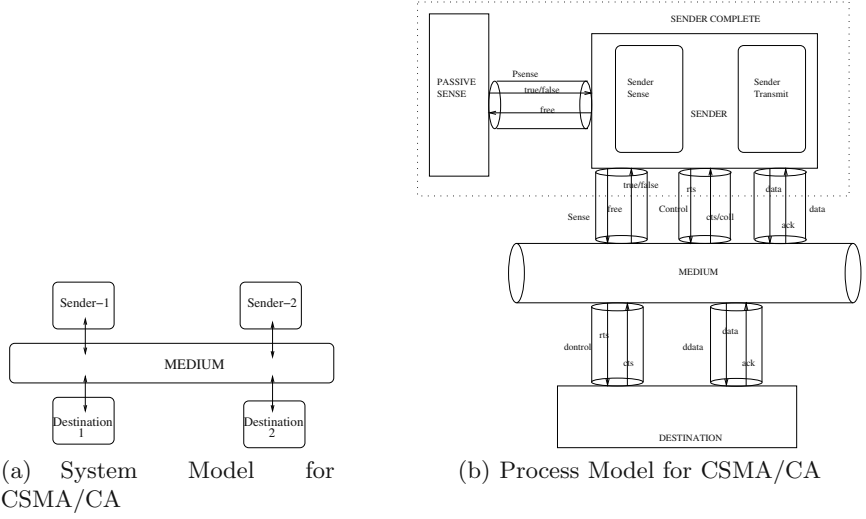 Sender-1
Sender-2
MEDIUM
Destination
1
Destination
2
(a) System Model for
CSMA/CA
SENDER COMPLETE
PASSIVE
SENSE
Psense
true/false
free
Sender
Sense
Sender
Transmit
SENDER
true/false
rts
data
Sense
free
Control
cts/coll
ack
data
MEDIUM
rts
data
dontrol
cts
ddata
ack
DESTINATION
(b) Process Model for CSMA/CA